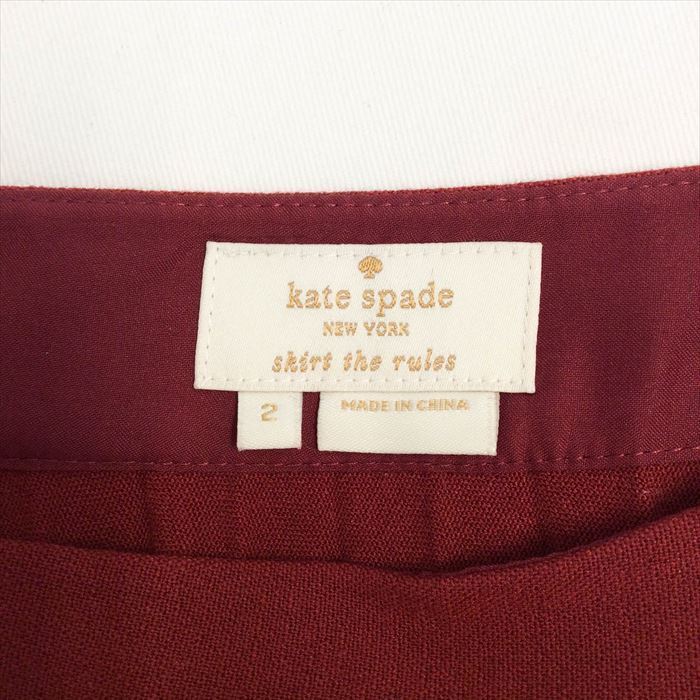 kate spade
NEW YORK
skirt the rules
2
MADE IN CHINA